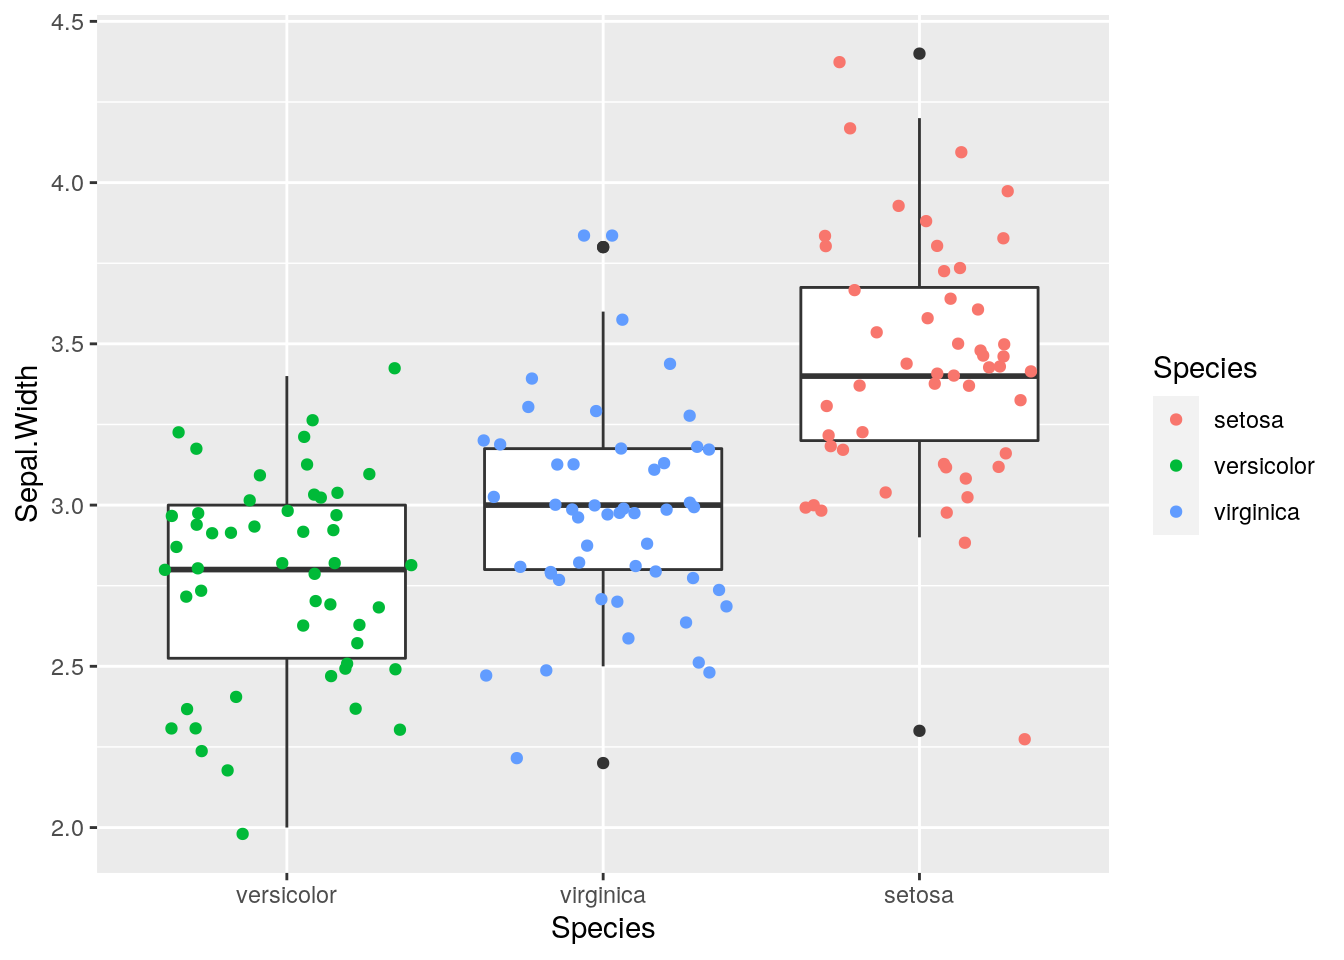 Sepal.Width
4.5
4.0
3.5
3.0
2.5
2.0
versicolor virginica setosa
Species
Species
setosa
versicolor
virginica